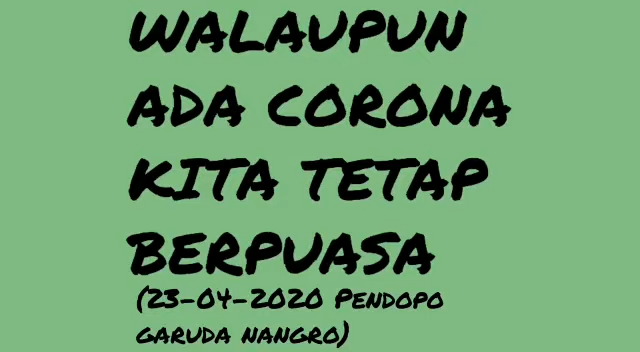 WALAUPUN
ADA CORONA
KITA TETAP
BERPUASA
(23-04-2020 PENDOPO
GARUDA NANGRO)